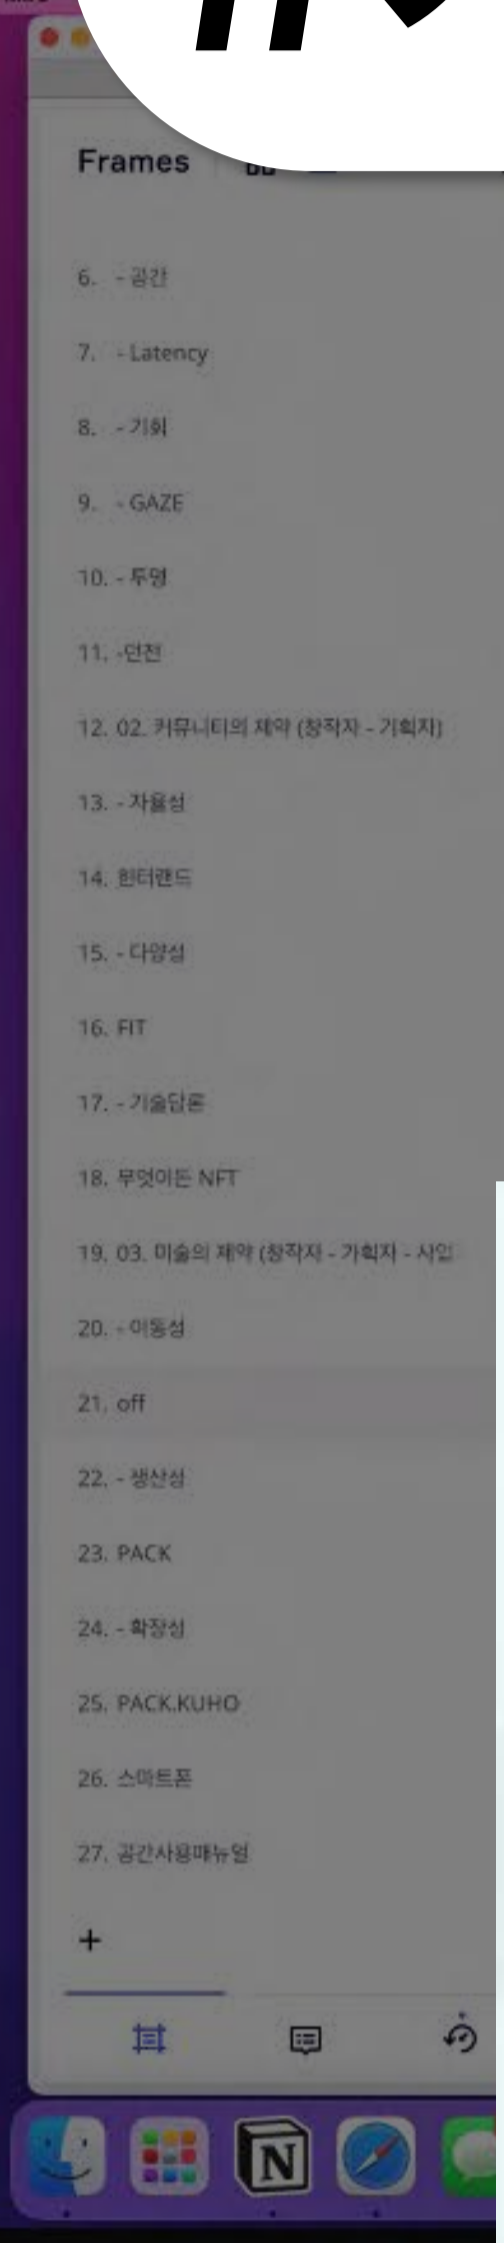 Frames
6. - 공간
7. - Latency
8. - 기회
9. - GAZE
10. - 투명
11. -안전
12. 02. 커뮤니티의 제약 (창작자 - 기획자)
13. - 자율성
14. 헌터랜드
15. - 다양성
16. FIT
17. - 기술담론
18. 무엇이든 NFT
19. 03. 미술의 제약 (창작자 - 기획자 - 사입
20. - 이동성
21. off
22. - 생산성
23. PACK
24. - 확장성
25. PACK.KUHO
26. 스마트폰
27. 공간사용매뉴얼